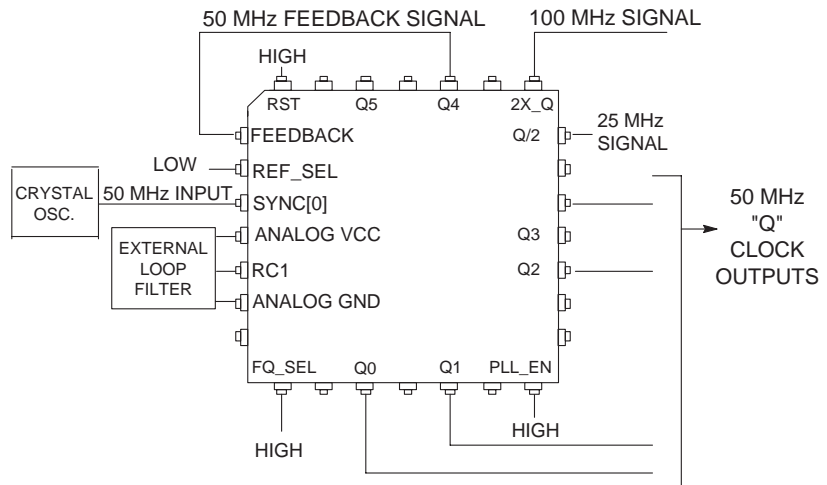 50 MHz FEEDBACK SIGNAL
100 MHz SIGNAL
HIGH
RST
Q5
Q4
2X_Q
FEEDBACK
Q/2
25 MHz
SIGNAL
LOW
REF_SEL
CRYSTAL
OSC.
50 MHz INPUT
SYNC[0]
50 MHz
"Q"
CLOCK
OUTPUTS
ANALOG VCC
Q3
EXTERNAL
LOOP
FILTER
RC1
Q2
ANALOG GND
FQ_SEL
Q0
Q1
PLL_EN
HIGH
HIGH